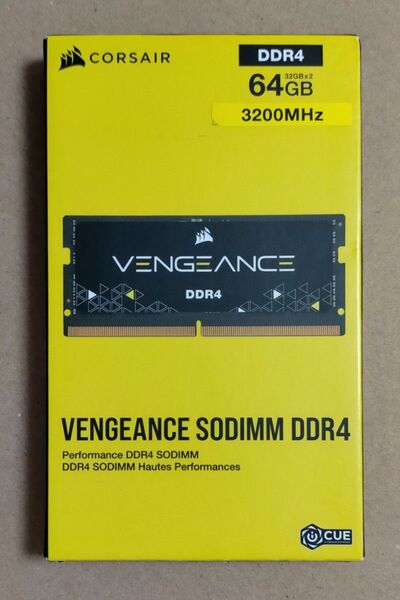 CORSAIR
DDR4
32GBx2
64GB
3200MHz
VENGEANCE
DDR4
VENGEANCE SODIMM DDR4
Performance DDR4 SODIMM
DDR4 SODIMM Hautes Performances
CUE